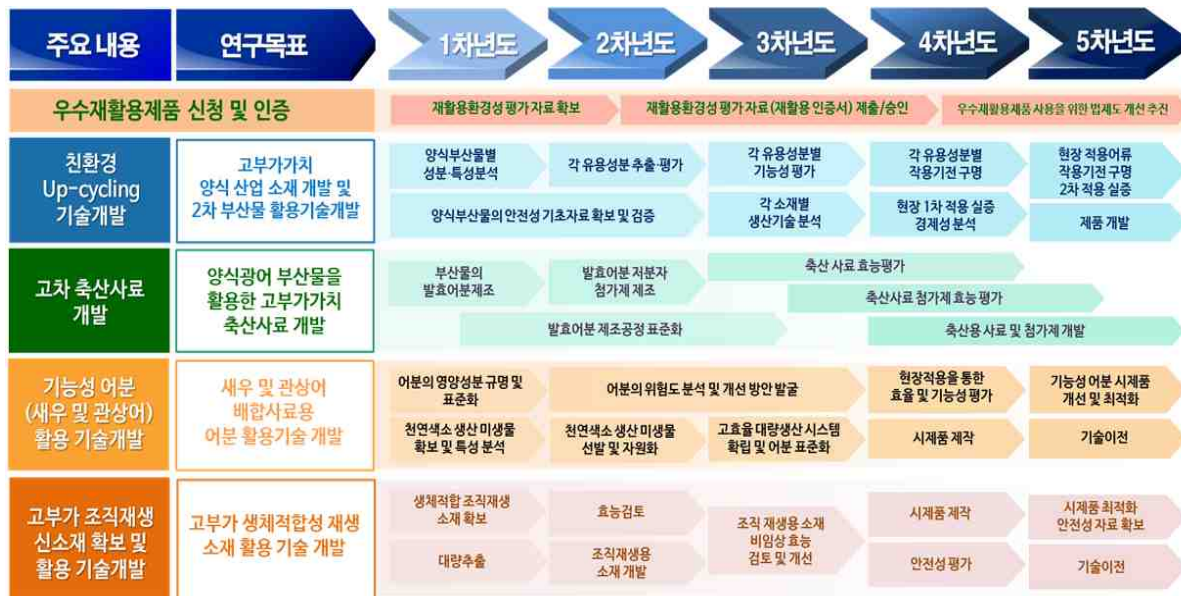 주요 내용
연구목표
1차년도
2차년도
3차년도
4차년도
5차년도
우수재활용제품 신청 및 인증
재활용환경성 평가 자료 확보
재활용환경성 평가 자료(재활용 인증서) 제출/승인
우수재활용제품 사용을 위한 법제도 개선 추진
친환경
Up-cycling
기술개발
고부가가치
양식 산업 소재 개발 및
2차 부산물 활용기술개발
양식부산물별
성분·특성분석
각 유용성분 추출·평가
각 유용성분별
기능성 평가
각 유용성분별
작용기전 구명
현장 적용어류
작용기전 구명
2차 적용 실증
양식부산물의 안전성 기초자료 확보 및 검증
각 소재별
생산기술 분석
현장 1차 적용 실증
경제성 분석
제품 개발
고차 축산사료
개발
양식광어 부산물을
활용한 고부가가치
축산사료 개발
부산물의
발효어분제조
발효어분 저분자
첨가제 제조
축산 사료 효능평가
축산사료 첨가제 효능 평가
발효어분 제조공정 표준화
축산용 사료 및 첨가제 개발
기능성 어분
(새우 및 관상어)
활용 기술개발
새우 및 관상어
배합사료용
어분 활용기술 개발
어분의 영양성분 규명 및
표준화
어분의 위험도 분석 및 개선 방안 발굴
현장적용을 통한
효율 및 기능성 평가
기능성 어분 시제품
개선 및 최적화
천연색소 생산 미생물
확보 및 특성 분석
천연색소 생산 미생물
선발 및 자원화
고효율 대량생산 시스템
확립 및 어분 표준화
시제품 제작
기술이전
고부가 조직재생
신소재 확보 및
활용 기술개발
고부가 생체적합성 재생
소재 활용 기술 개발
생체적합 조직재생
소재 확보
효능검토
조직 재생용 소재
비임상 효능
검토 및 개선
시제품 제작
시제품 최적화
안전성 자료 확보
대량추출
조직재생용
소재 개발
안전성 평가
기술이전